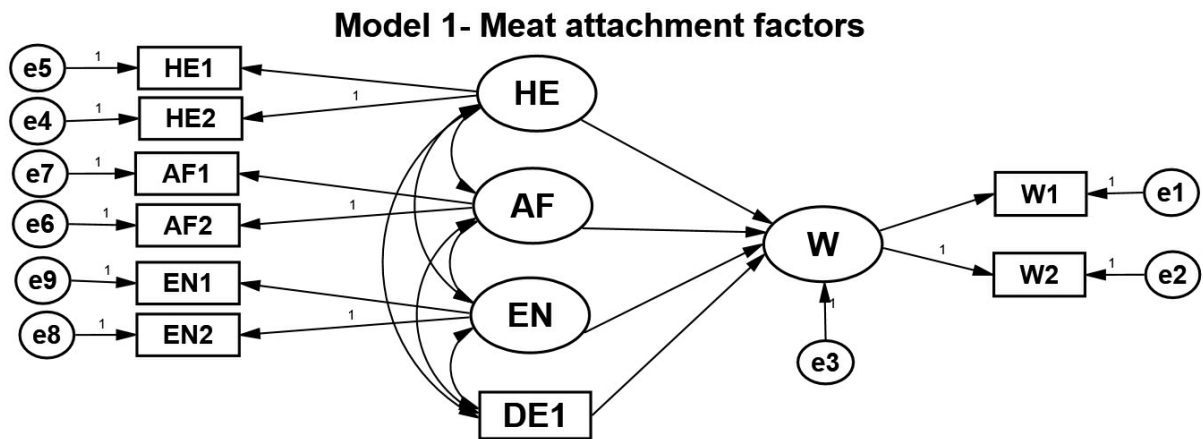 Model 1- Meat attachment factors
e5 1 HE1
e4 1 HE2 1
e7 1 AF1
e6 1 AF2 1
e9 1 EN1
e8 1 EN2 1
HE
AF
EN
DE1
W
1
e3
W1 1 e1
1 W2 1 e2